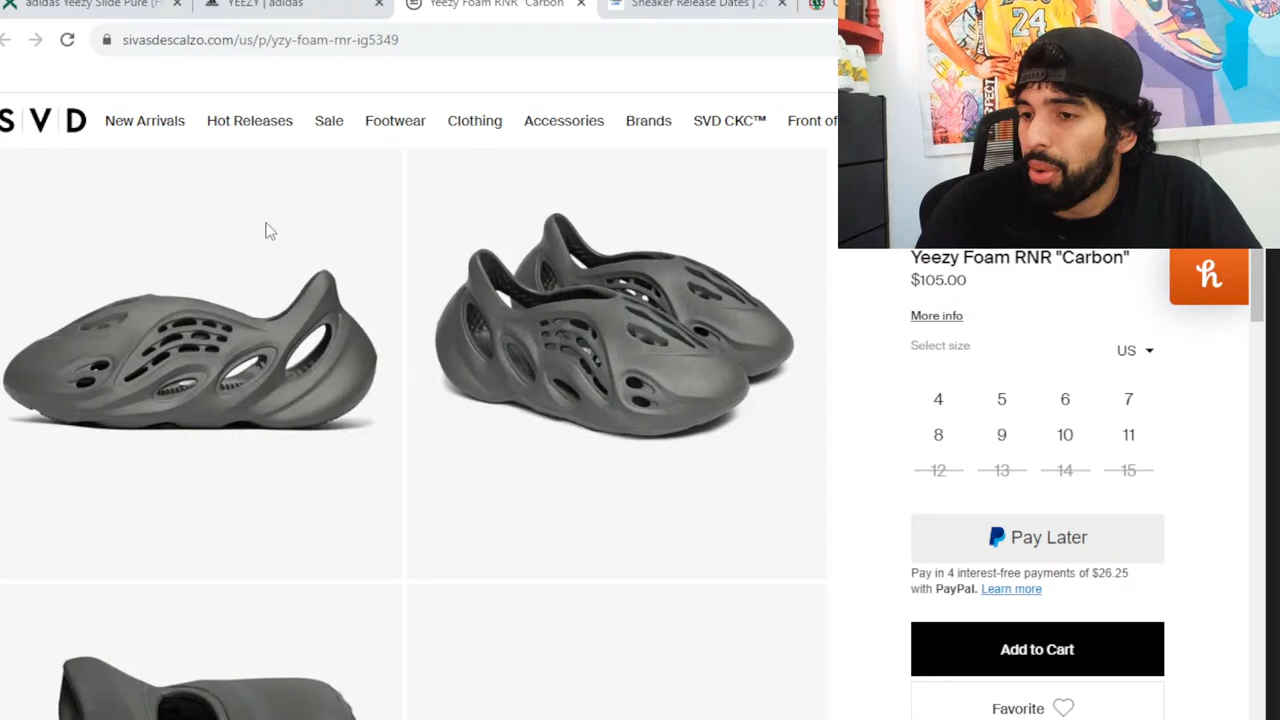 adidas Yeezy Slide Pure (F
YEEZY | adidas
Yeezy Foam RNR "Carbon"
Sneaker Release Dates | 20
sivasdescalzo.com/us/p/yzy-foam-rnr-ig5349
SVD
New Arrivals
Hot Releases
Sale
Footwear
Clothing
Accessories
Brands
SVD CKC™
Front of
24
Yeezy Foam RNR "Carbon"
$105.00
h
More info
Select size
US
4 5 6 7
8 9 10 11
12 13 14 15
P Pay Later
Pay in 4 interest-free payments of $26.25
with PayPal. Learn more
Add to Cart
Favorite